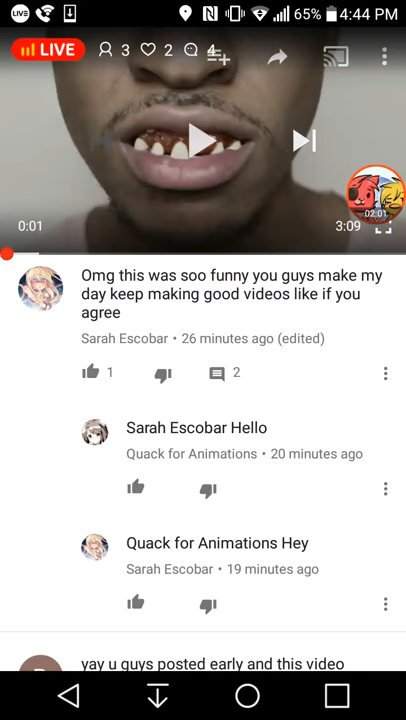 LIVE 65% 4:44 PM
LIVE 3 2 4
02:01
0:01 3:09
Omg this was soo funny you guys make my
day keep making good videos like if you
agree
Sarah Escobar • 26 minutes ago (edited)
1 2
Sarah Escobar Hello
Quack for Animations • 20 minutes ago
Quack for Animations Hey
Sarah Escobar • 19 minutes ago
yay u guys posted early and this video